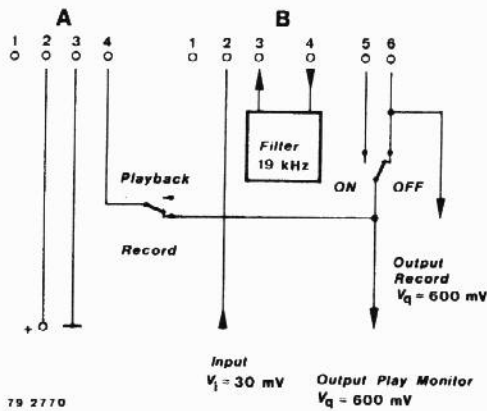 A B
1 2 3 4 1 2 3 4 5 6
Filter
19 kHz
Playback
ON OFF
Record
Output
Record
Vq = 600 mV
+
Input
Vi = 30 mV
Output Play Monitor
Vq = 600 mV
79 2770